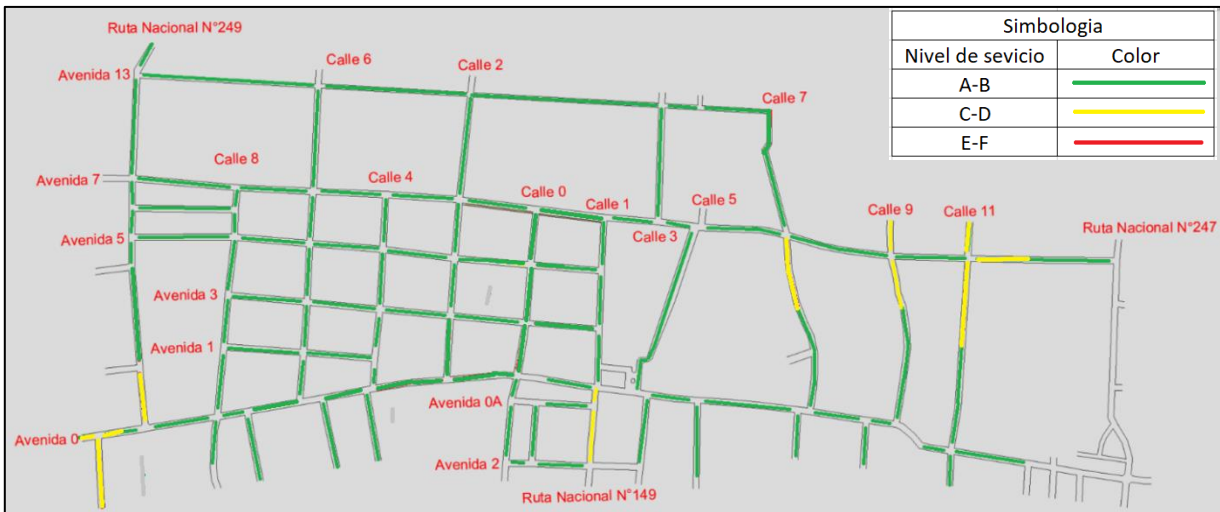 Ruta Nacional N°249
Simbologia
Nivel de sevicio
Color
A-B
C-D
E-F
Avenida 13
Calle 6
Calle 2
Calle 7
Avenida 7
Calle 8
Calle 4
Calle 0
Calle 1
Calle 5
Calle 9
Calle 11
Ruta Nacional N°247
Avenida 5
Calle 3
Avenida 3
Avenida 1
Avenida 0A
Avenida 0
Avenida 2
Ruta Nacional N°149